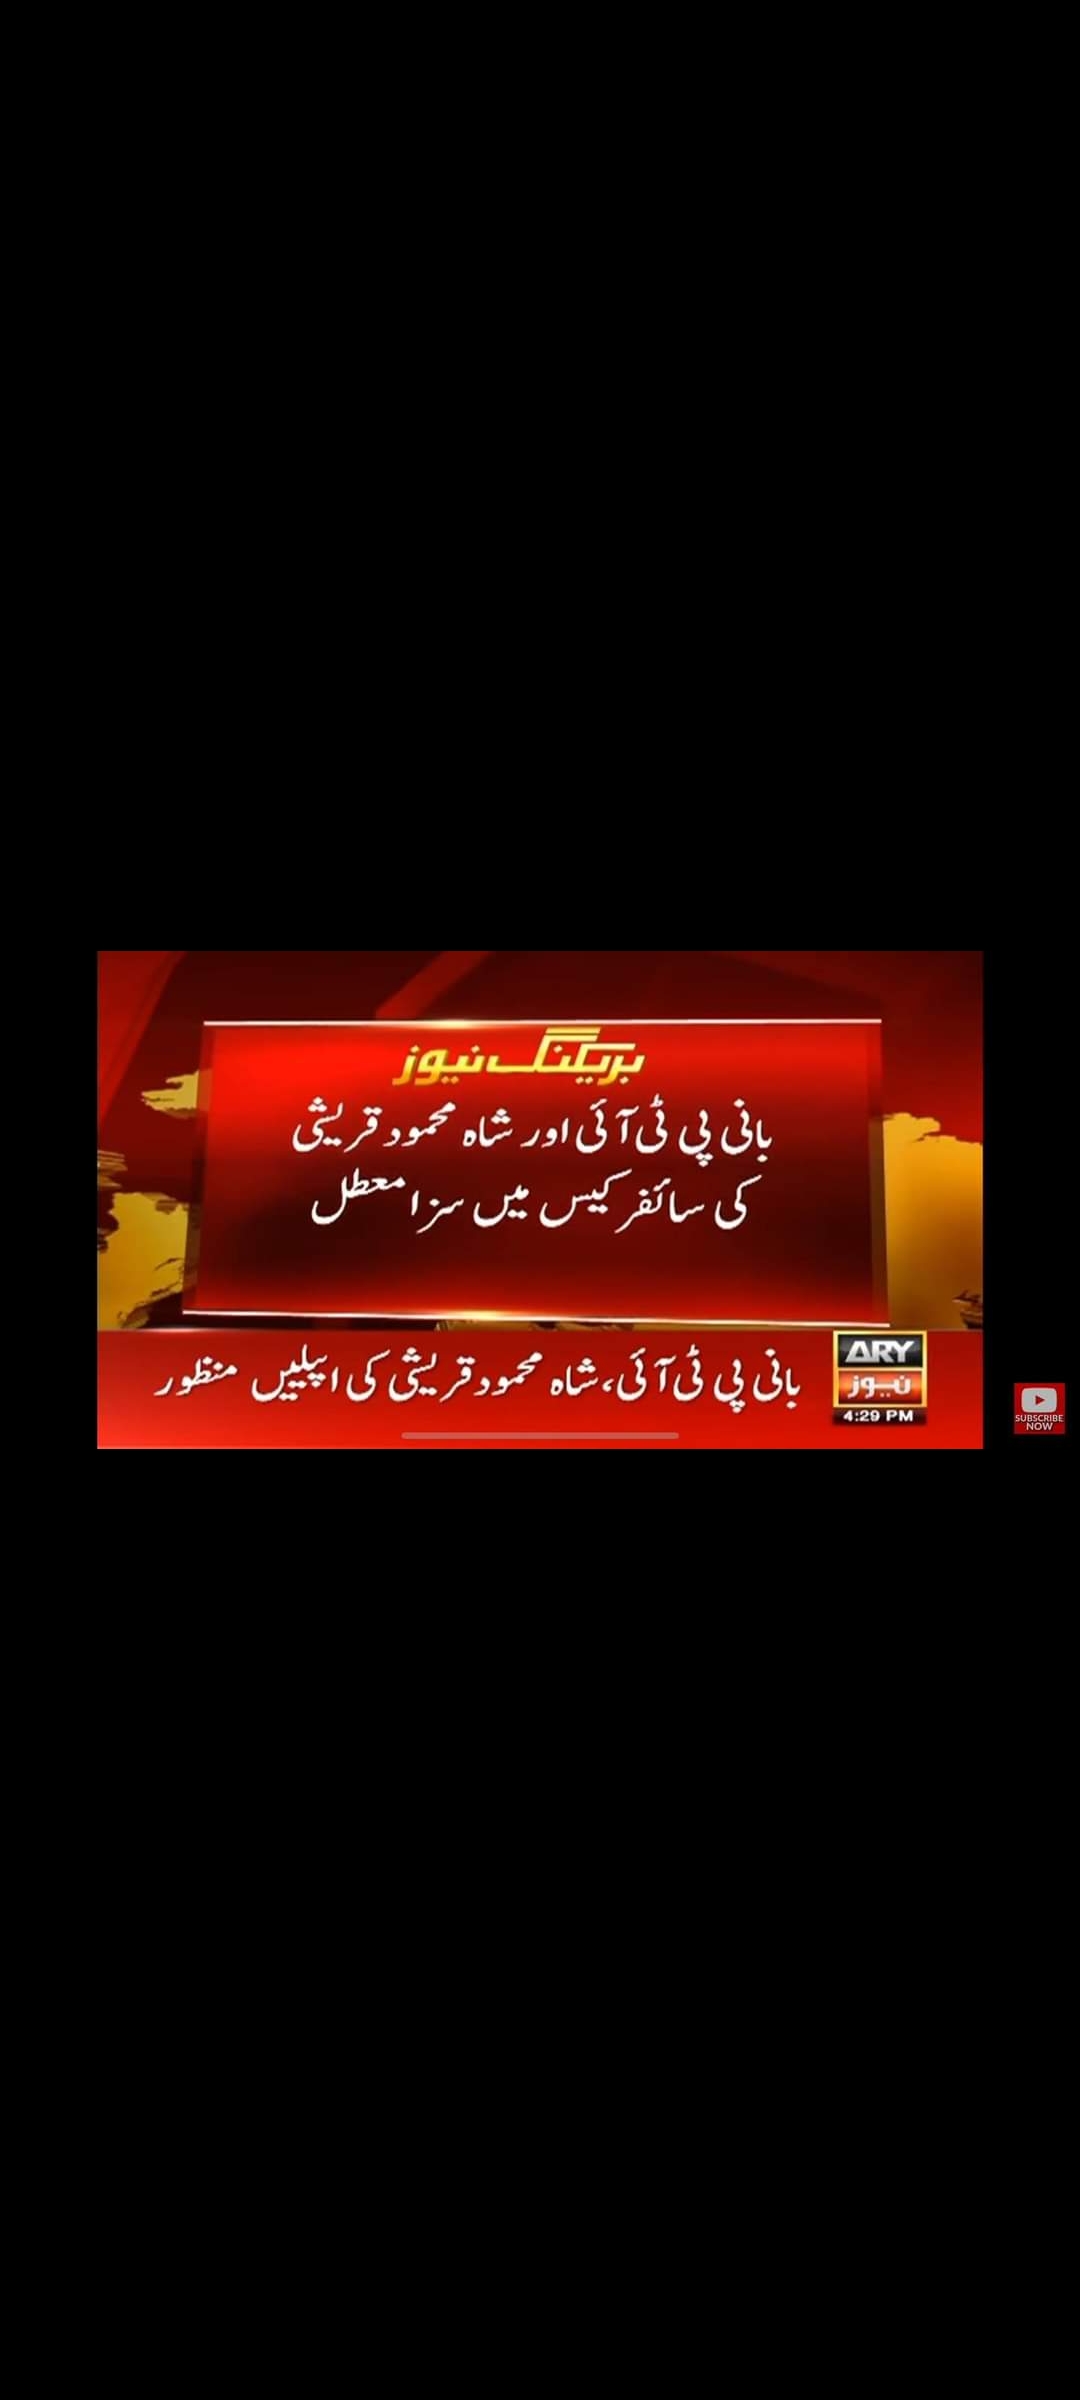 بریکنگ نیوز
بانی پی ٹی آئی اور شاہ محمود قریشی
کی سائفر کیس میں سزا معطل
بانی پی ٹی آئی، شاہ محمود قریشی کی اپیلیں منظور
ARY
نیوز
4:29 PM
SUBSCRIBE
NOW